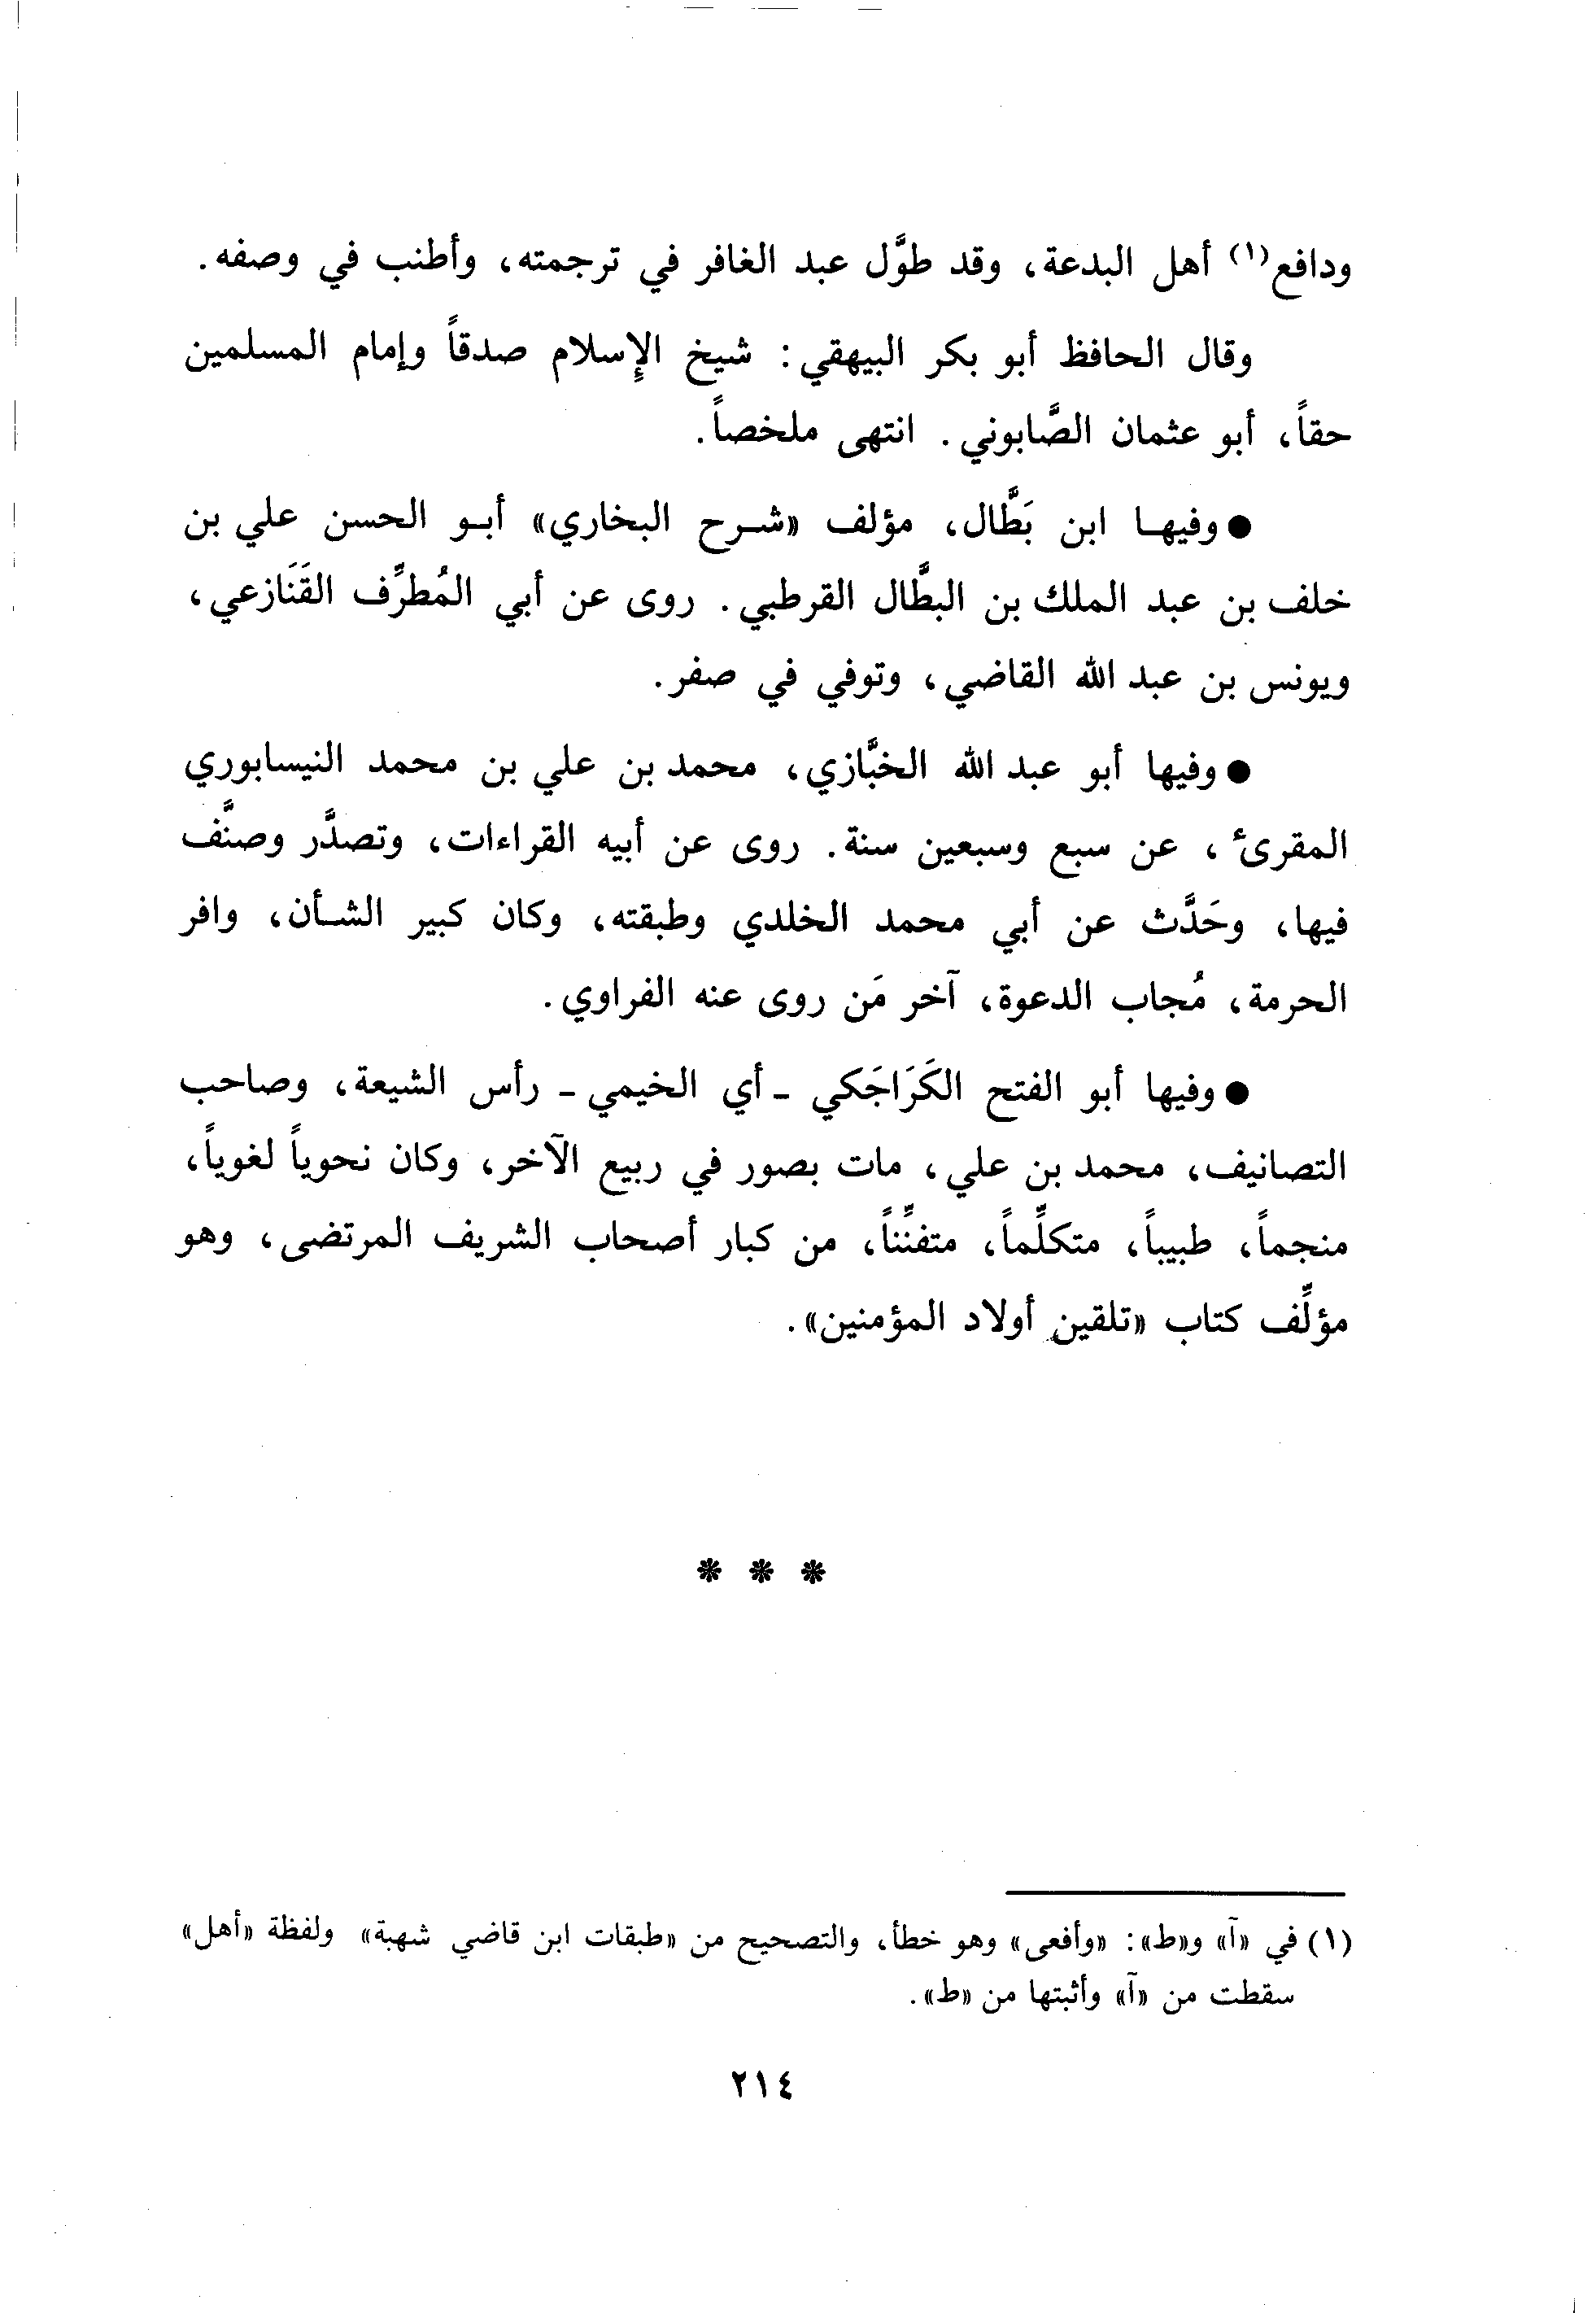 ودافع(١) أهل البدعة، وقد طوَّل عبد الغافر في ترجمته، وأطنب في وصفه.
وقال الحافظ أبو بكر البيهقي: شيخ الإِسلام صدقاً وإمام المسلمين
حقاً، أبو عثمان الصَّابوني. انتهى ملخصاً.
● وفيها ابن بَطَّال، مؤلف «شرح البخاري» أبو الحسن علي بن
خلف بن عبد الملك بن البطَّال القرطبي. روى عن أبي المُطرِّف القَنَازعي،
ويونس بن عبد الله القاضي، وتوفي في صفر.
● وفيها أبو عبد الله الخبَّازي، محمد بن علي بن محمد النيسابوري
المقرىء، عن سبع وسبعين سنة. روى عن أبيه القراءات، وتصدَّر وصنَّف
فيها، وحَدَّث عن أبي محمد الخلدي وطبقته، وكان كبير الشأن، وافر
الحرمة، مُجاب الدعوة، آخر مَن روى عنه الفراوي.
● وفيها أبو الفتح الكَرَاجَكي - أي الخيمي - رأس الشيعة، وصاحب
التصانيف، محمد بن علي، مات بصور في ربيع الآخر، وكان نحوياً لغوياً،
منجماً، طبيباً، متكلِّماً، متفنِّناً، من كبار أصحاب الشريف المرتضى، وهو
مؤلِّف كتاب «تلقين أولاد المؤمنين».
* * *
(١) في «آ» و«ط»: «وأفعى» وهو خطأ، والتصحيح من «طبقات ابن قاضي شهبة» ولفظة «أهل»
سقطت من «آ» وأثبتها من «ط».
٢١٤